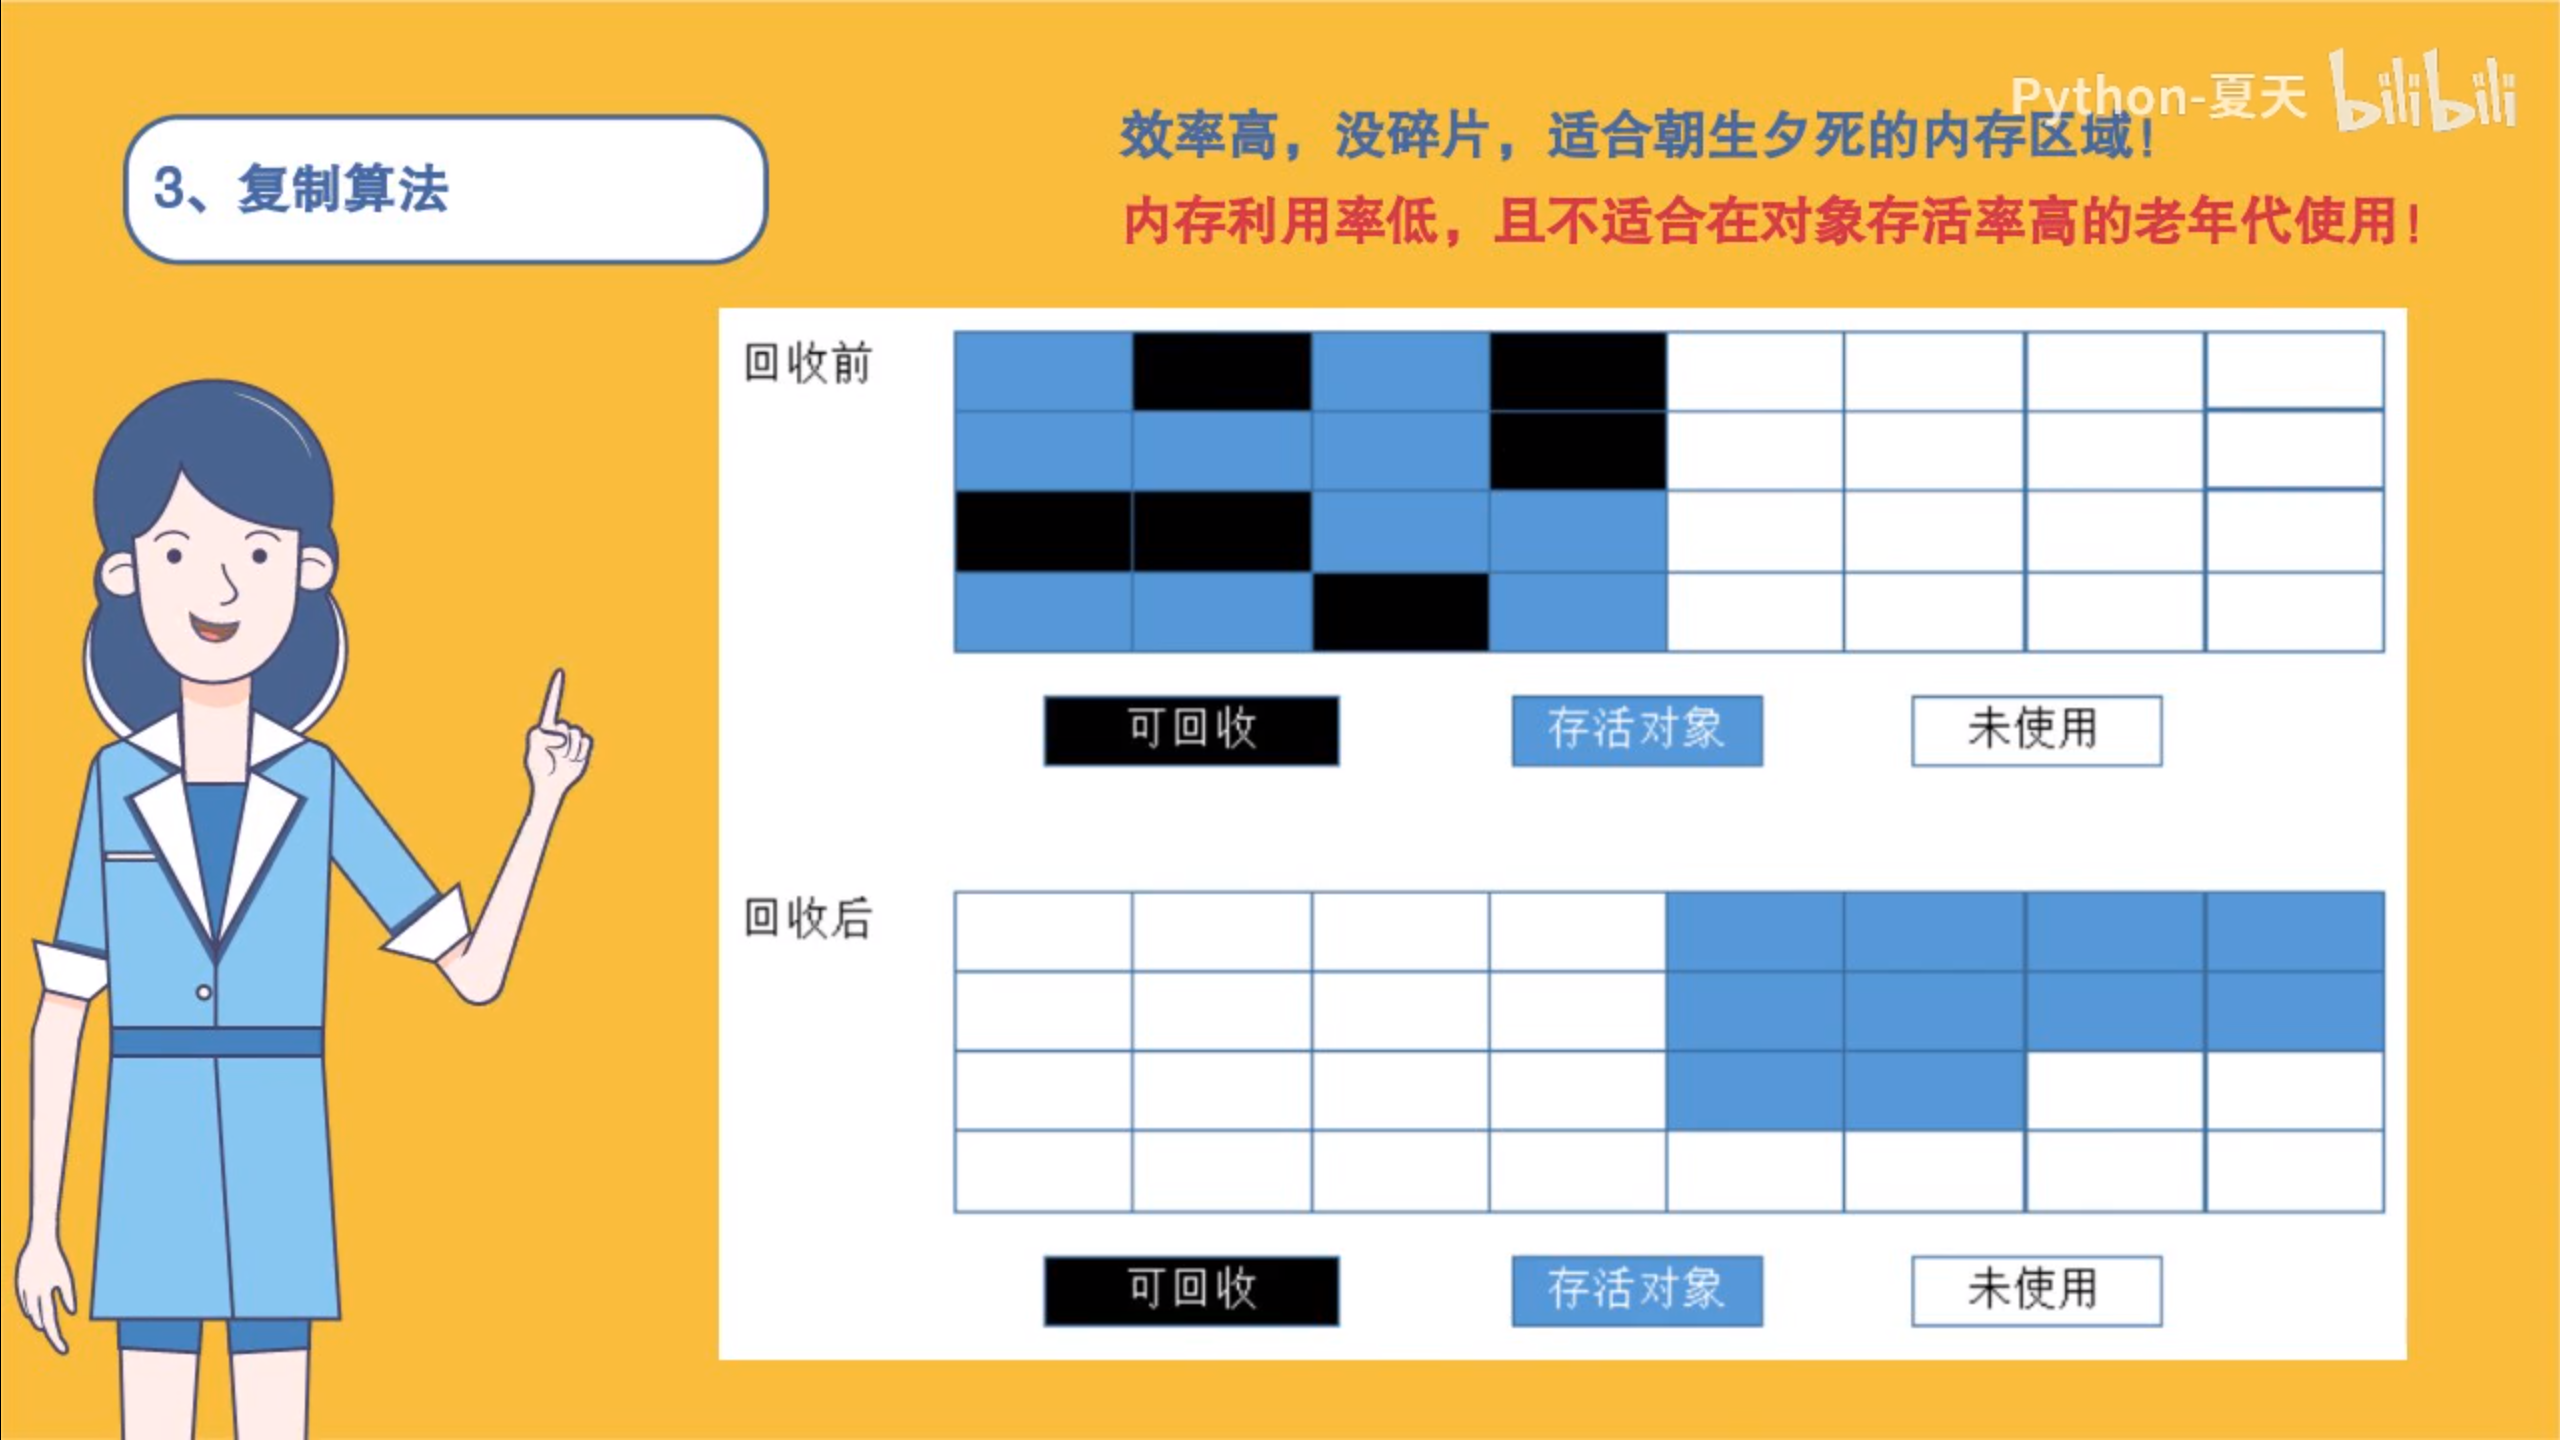 Python-夏天 bilibili
3、复制算法
效率高，没碎片，适合朝生夕死的内存区域！
内存利用率低，且不适合在对象存活率高的老年代使用！
回收前
可回收 存活对象 未使用
回收后
可回收 存活对象 未使用